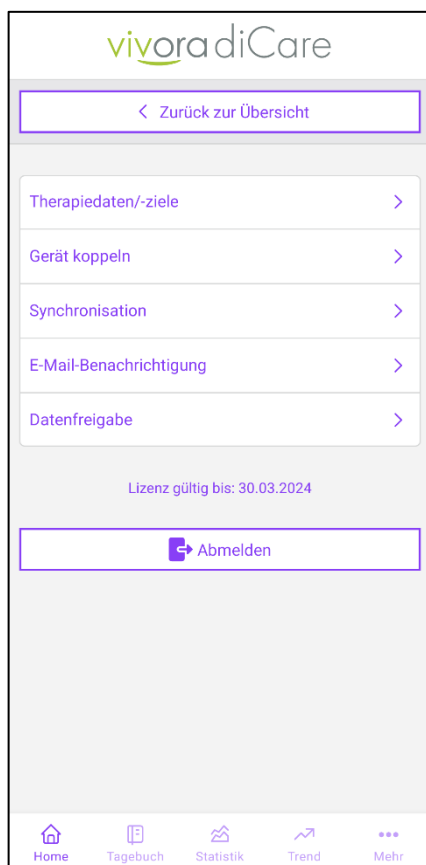 vivoradiCare
Zurück zur Übersicht
Therapiedaten/-ziele
Gerät koppeln
Synchronisation
E-Mail-Benachrichtigung
Datenfreigabe
Lizenz gültig bis: 30.03.2024
Abmelden
Home Tagebuch Statistik Trend Mehr